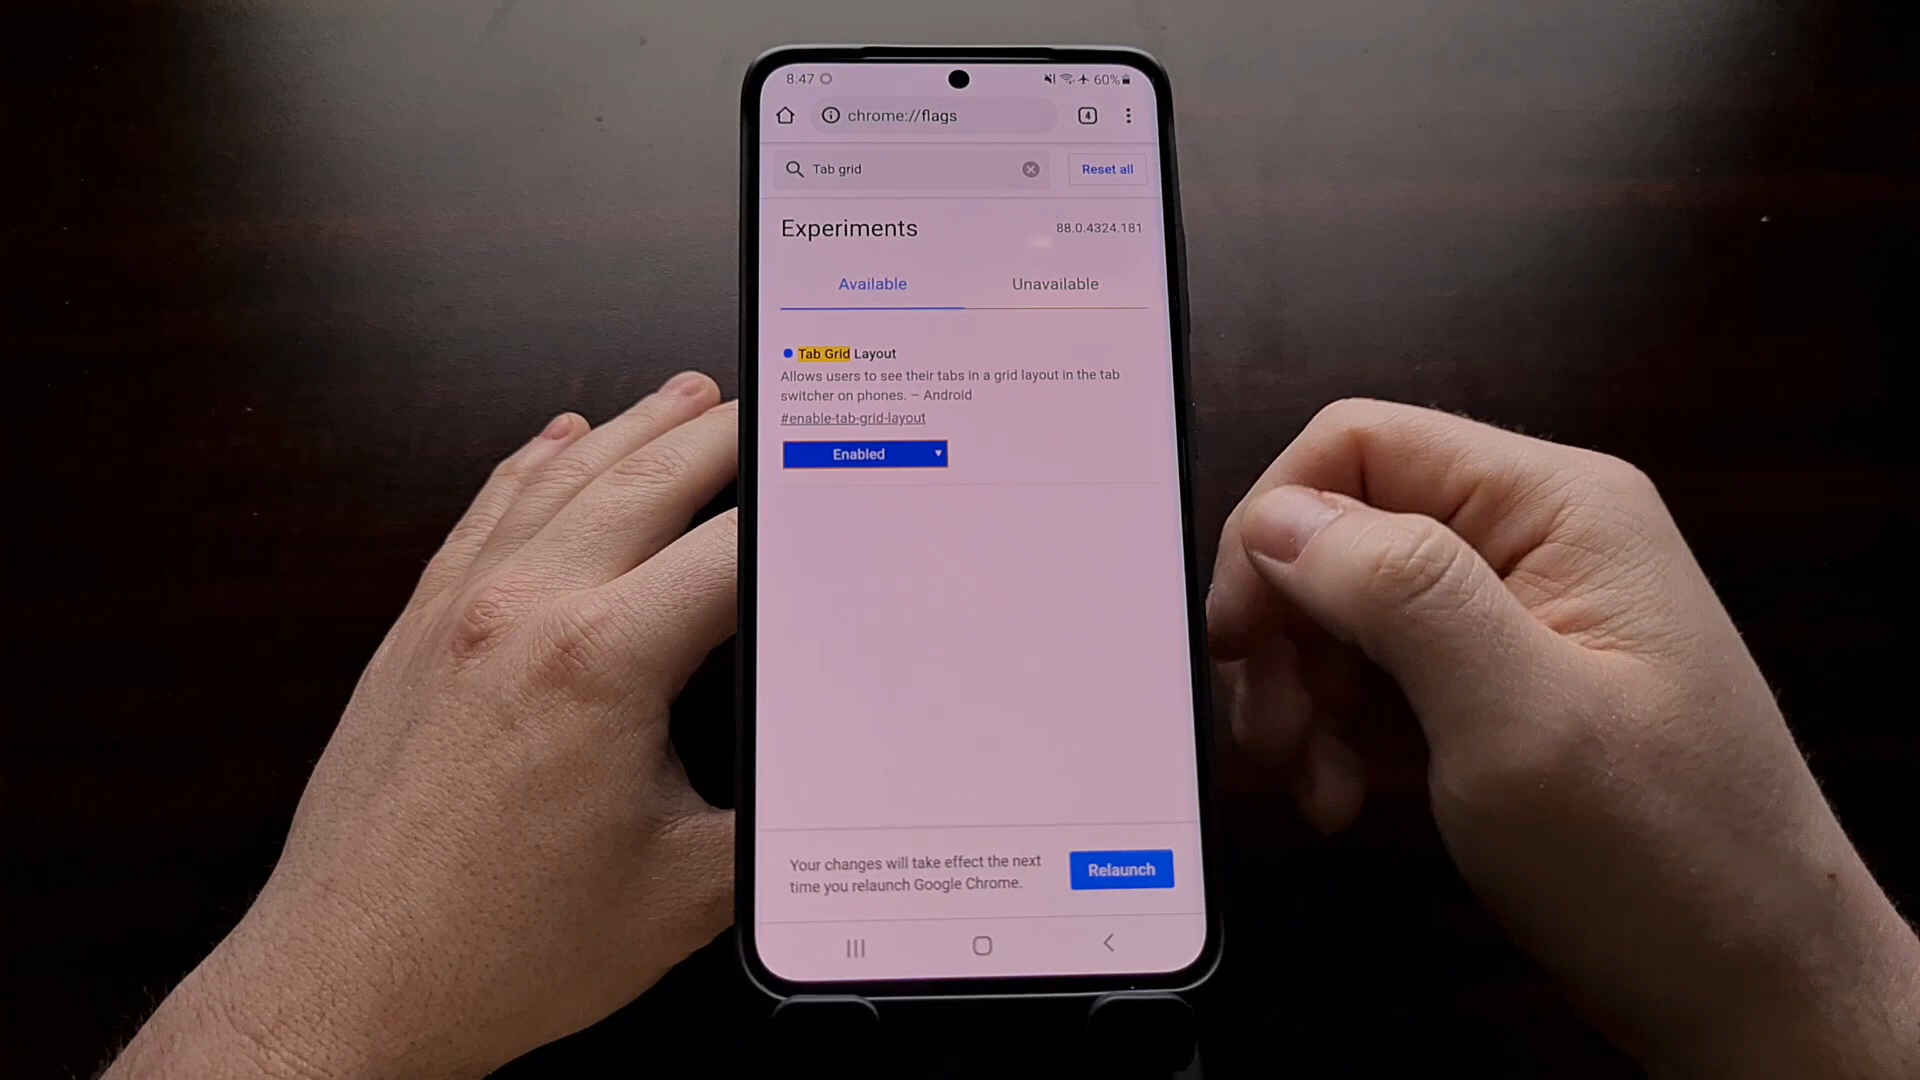 8:47 60%
chrome://flags 4
Tab grid Reset all
Experiments 88.0.4324.181
Available Unavailable
Tab Grid Layout
Allows users to see their tabs in a grid layout in the tab
switcher on phones. – Android
#enable-tab-grid-layout
Enabled
Your changes will take effect the next
time you relaunch Google Chrome.
Relaunch